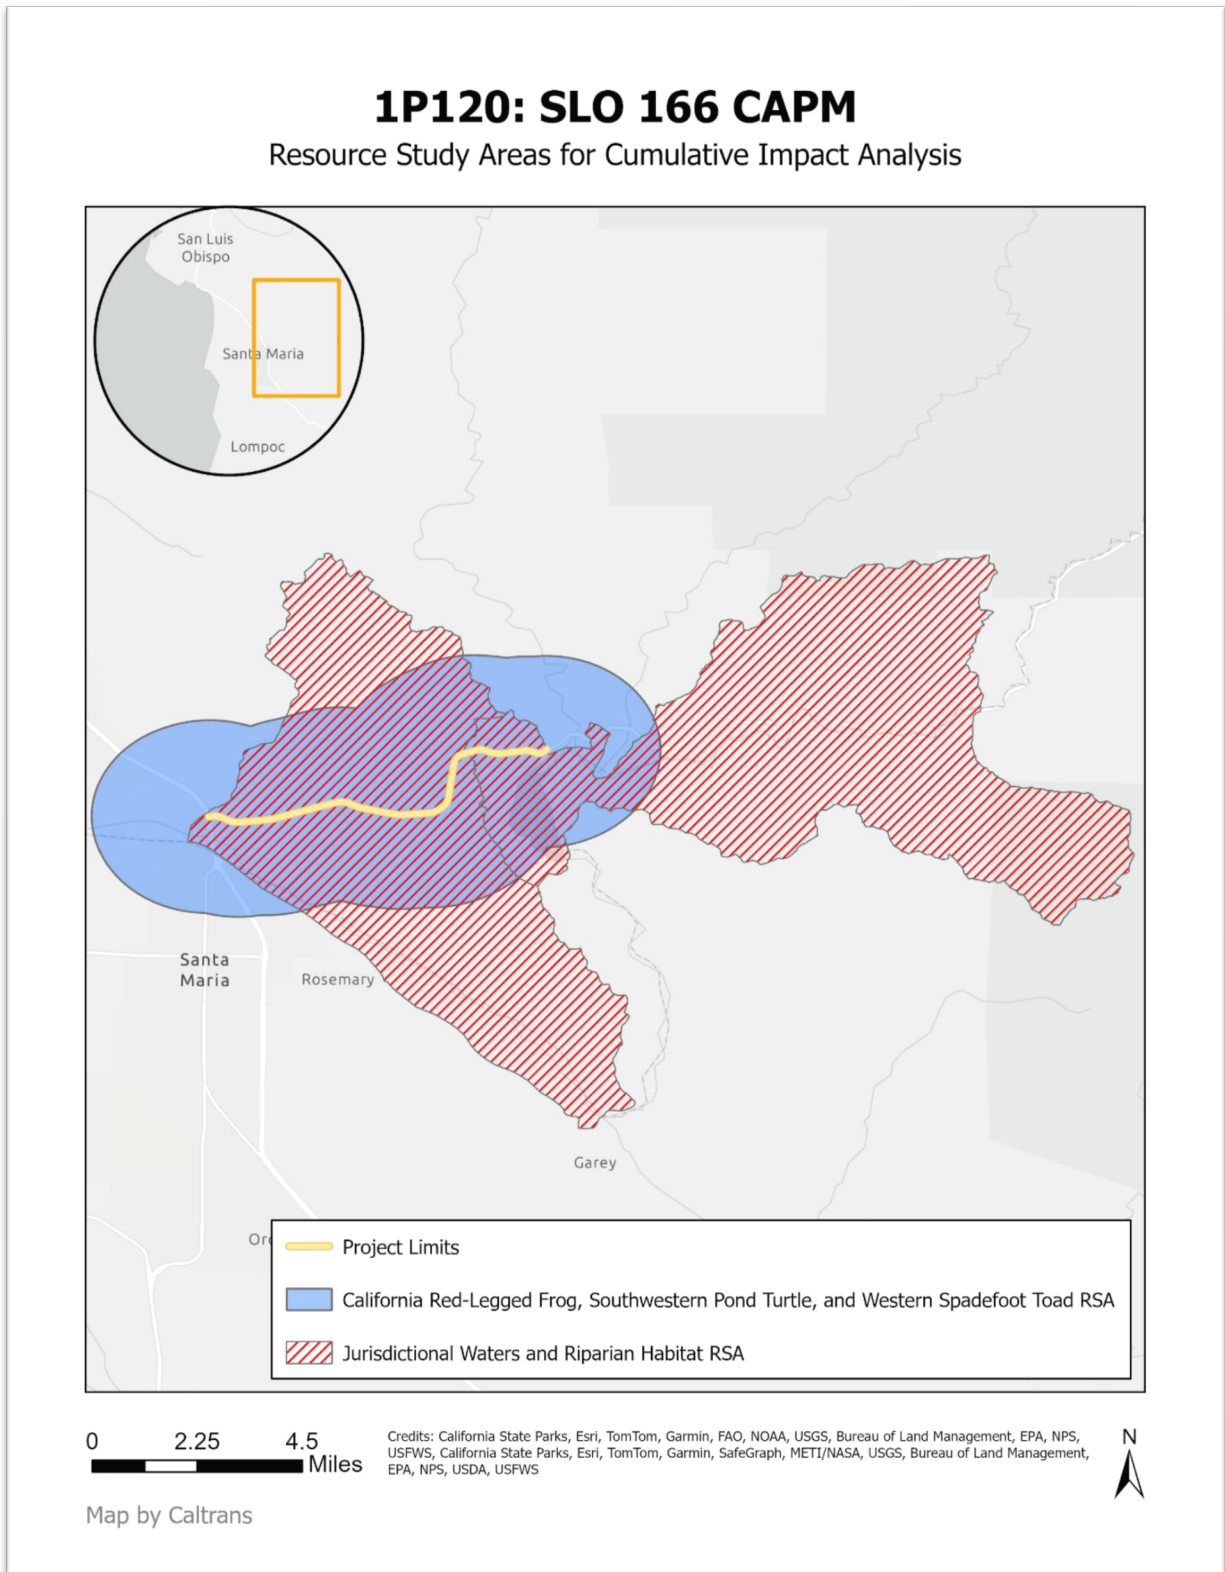 1P120: SLO 166 CAPM
Resource Study Areas for Cumulative Impact Analysis
San Luis
Obispo
Santa Maria
Lompoc
Santa
Maria
Rosemary
Garey
Orc
Project Limits
California Red-Legged Frog, Southwestern Pond Turtle, and Western Spadefoot Toad RSA
Jurisdictional Waters and Riparian Habitat RSA
0 2.25 4.5
Miles
Credits: California State Parks, Esri, TomTom, Garmin, FAO, NOAA, USGS, Bureau of Land Management, EPA, NPS,
USFWS, California State Parks, Esri, TomTom, Garmin, SafeGraph, METI/NASA, USGS, Bureau of Land Management,
EPA, NPS, USDA, USFWS
N
Map by Caltrans